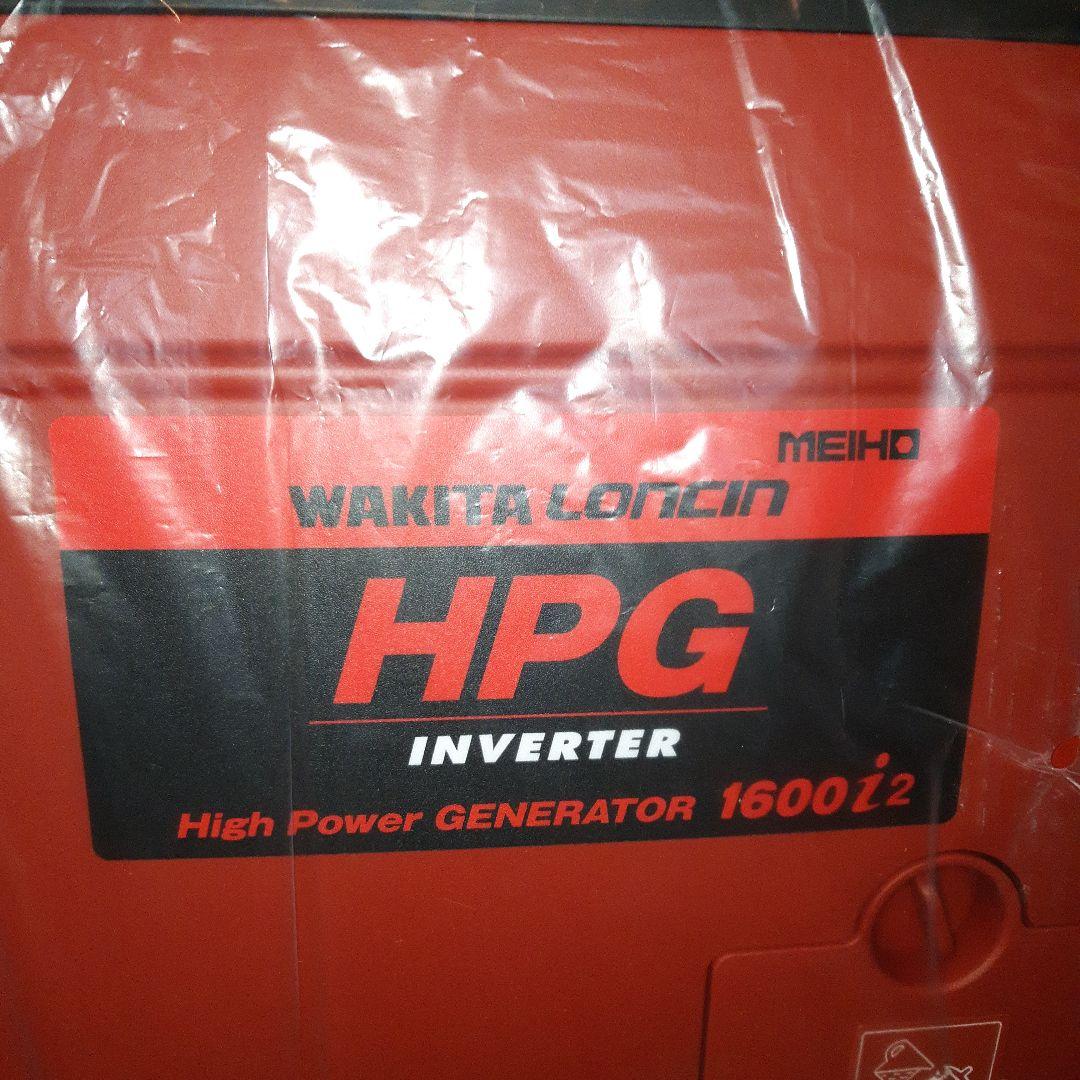 MEIHO
WAKITA LONCIN
HPG
INVERTER
High Power GENERATOR 1600i2